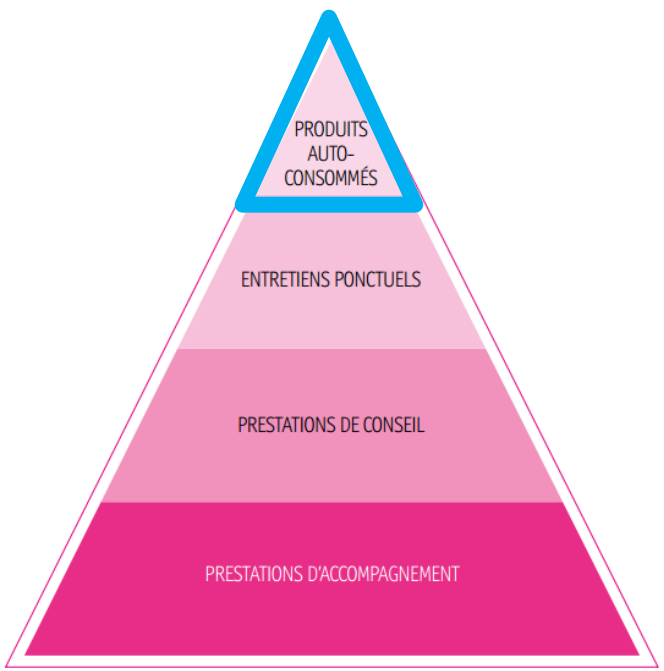 PRODUITS
AUTO-
CONSOMMÉS
ENTRETIENS PONCTUELS
PRESTATIONS DE CONSEIL
PRESTATIONS D'ACCOMPAGNEMENT